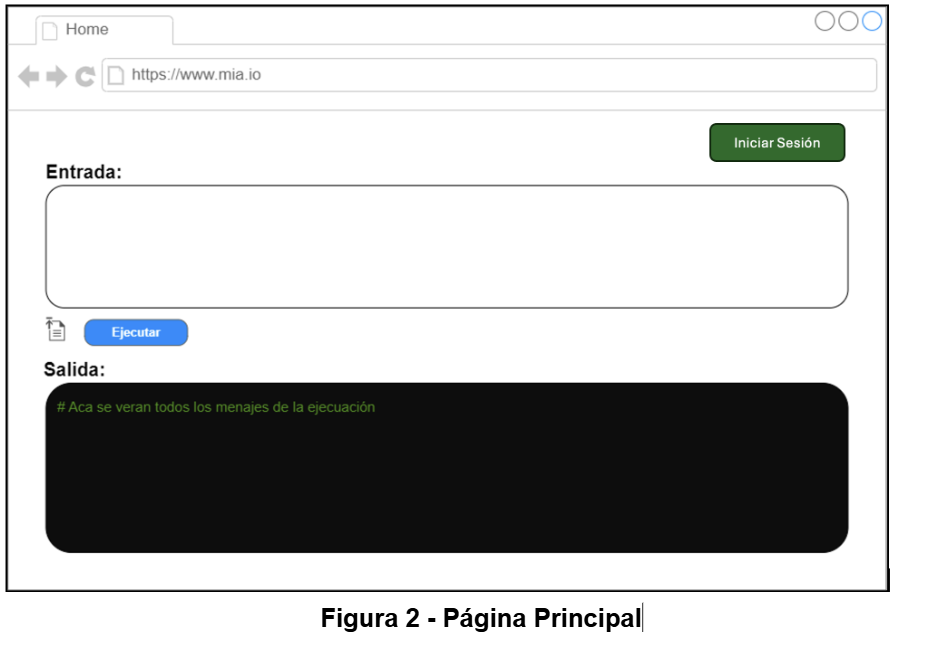 Home
https://www.mia.io
Iniciar Sesión
Entrada:
Ejecutar
Salida:
# Aca se veran todos los menajes de la ejecuación
Figura 2 - Página Principal